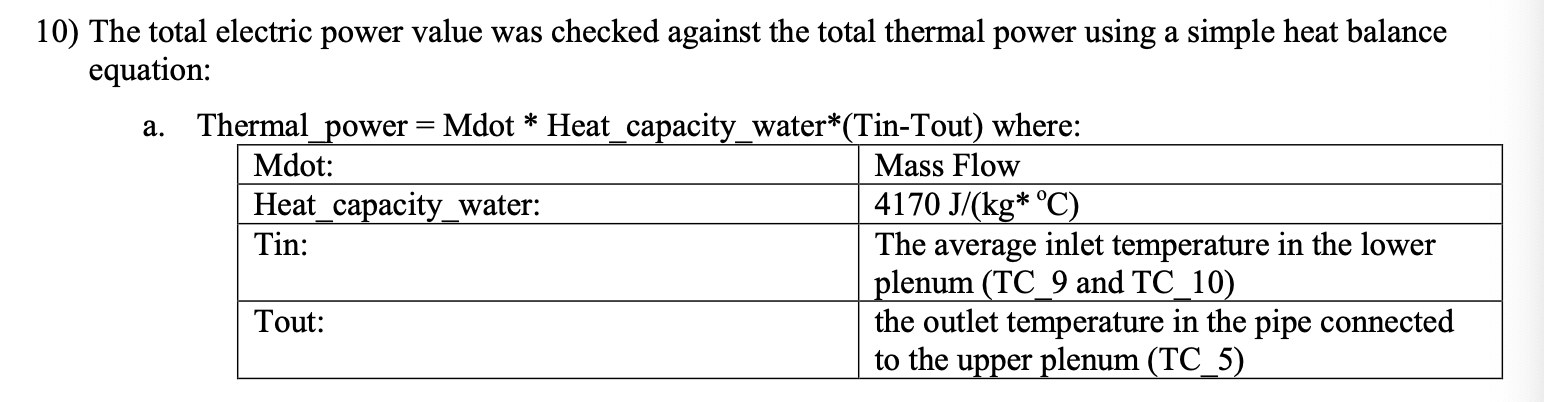 10) The total electric power value was checked against the total thermal power using a simple heat balance
equation:
a. Thermal_power = Mdot * Heat_capacity_water*(Tin-Tout) where:
Mdot: Mass Flow
Heat_capacity_water: 4170 J/(kg* ºC)
Tin: The average inlet temperature in the lower
plenum (TC_9 and TC_10)
Tout: the outlet temperature in the pipe connected
to the upper plenum (TC_5)